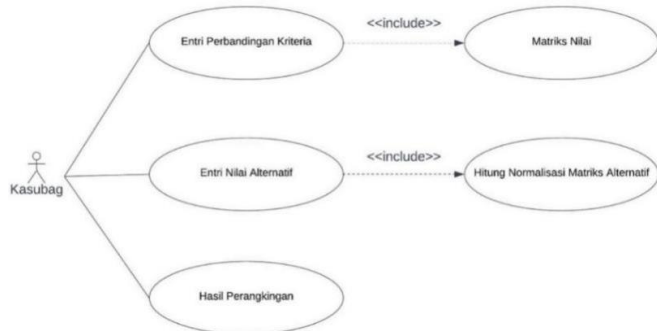 <<include>>
Entri Perbandingan Kriteria
Matriks Nilai
<<include>>
Kasubag
Entri Nilai Alternatif
Hitung Normalisasi Matriks Alternatif
Hasil Perangkingan